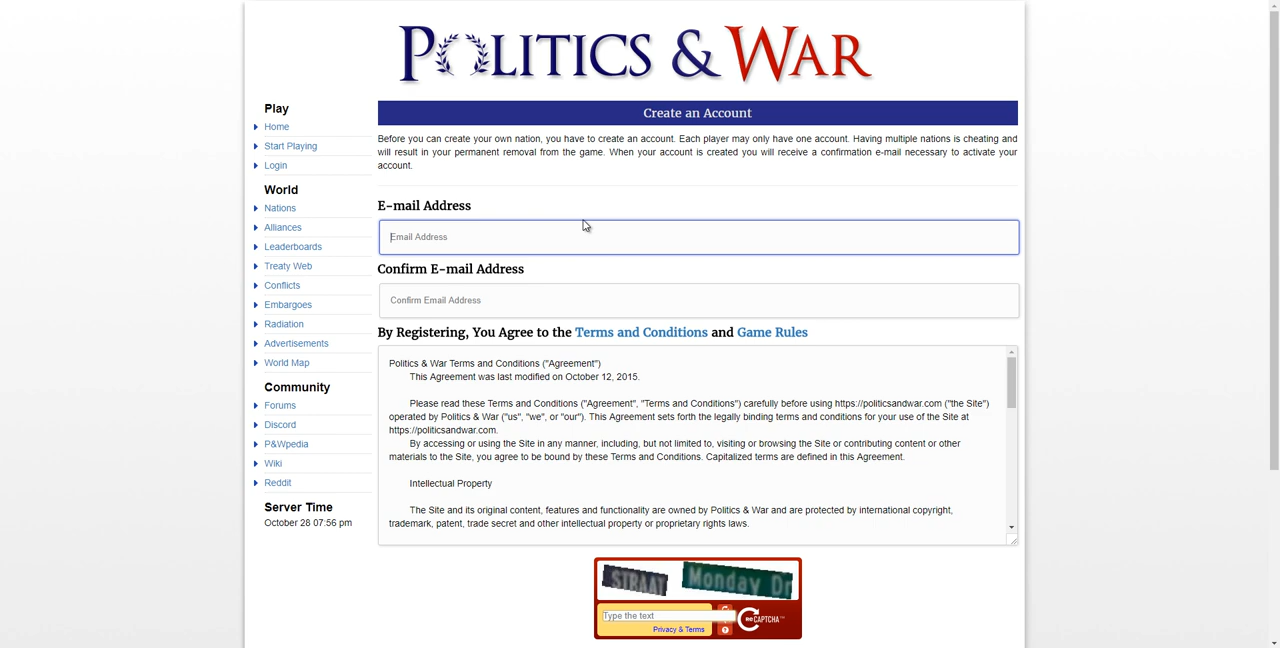 POLITICS & WAR
Play
Home
Start Playing
Login
World
Nations
Alliances
Leaderboards
Treaty Web
Conflicts
Embargoes
Radiation
Advertisements
World Map
Community
Forums
Discord
P&Wpedia
Wiki
Reddit
Server Time
October 28 07:56 pm
Create an Account
Before you can create your own nation, you have to create an account. Each player may only have one account. Having multiple nations is cheating and
will result in your permanent removal from the game. When your account is created you will receive a confirmation e-mail necessary to activate your
account.
E-mail Address
Email Address
Confirm E-mail Address
Confirm Email Address
By Registering, You Agree to the Terms and Conditions and Game Rules
Politics & War Terms and Conditions ("Agreement")
This Agreement was last modified on October 12, 2015.
Please read these Terms and Conditions ("Agreement", "Terms and Conditions") carefully before using https://politicsandwar.com ("the Site")
operated by Politics & War ("us", "we", or "our"). This Agreement sets forth the legally binding terms and conditions for your use of the Site at
https://politicsandwar.com.
By accessing or using the Site in any manner, including, but not limited to, visiting or browsing the Site or contributing content or other
materials to the Site, you agree to be bound by these Terms and Conditions. Capitalized terms are defined in this Agreement.
Intellectual Property
The Site and its original content, features and functionality are owned by Politics & War and are protected by international copyright,
trademark, patent, trade secret and other intellectual property or proprietary rights laws.
STRAAT Monday Dr
Type the text
Privacy & Terms
reCAPTCHA™